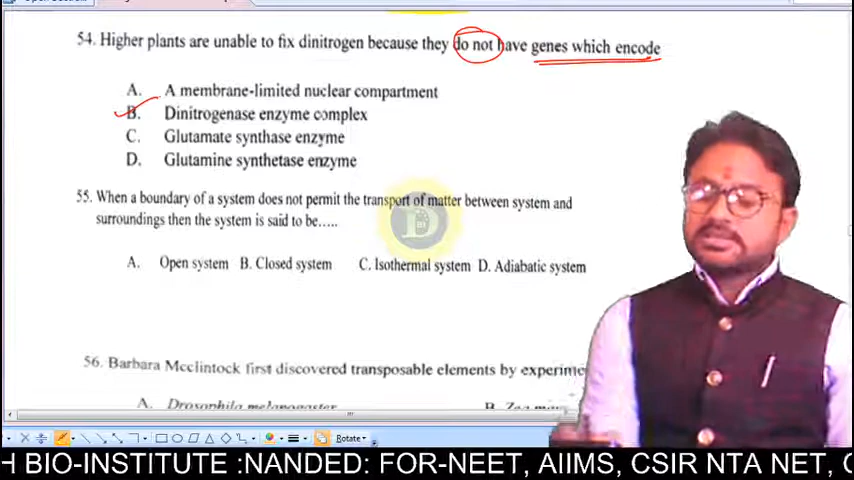 54. Higher plants are unable to fix dinitrogen because they do not have genes which encode
A. A membrane-limited nuclear compartment
B. Dinitrogenase enzyme complex
C. Glutamate synthase enzyme
D. Glutamine synthetase enzyme
55. When a boundary of a system does not permit the transport of matter between system and
surroundings then the system is said to be.....
A. Open system B. Closed system C. Isothermal system D. Adiabatic system
56. Barbara Mcclintock first discovered transposable elements by experime
A. Drosophila melanogaster B. Zea
Rotate
H BIO-INSTITUTE :NANDED: FOR-NEET, AIIMS, CSIR NTA NET,